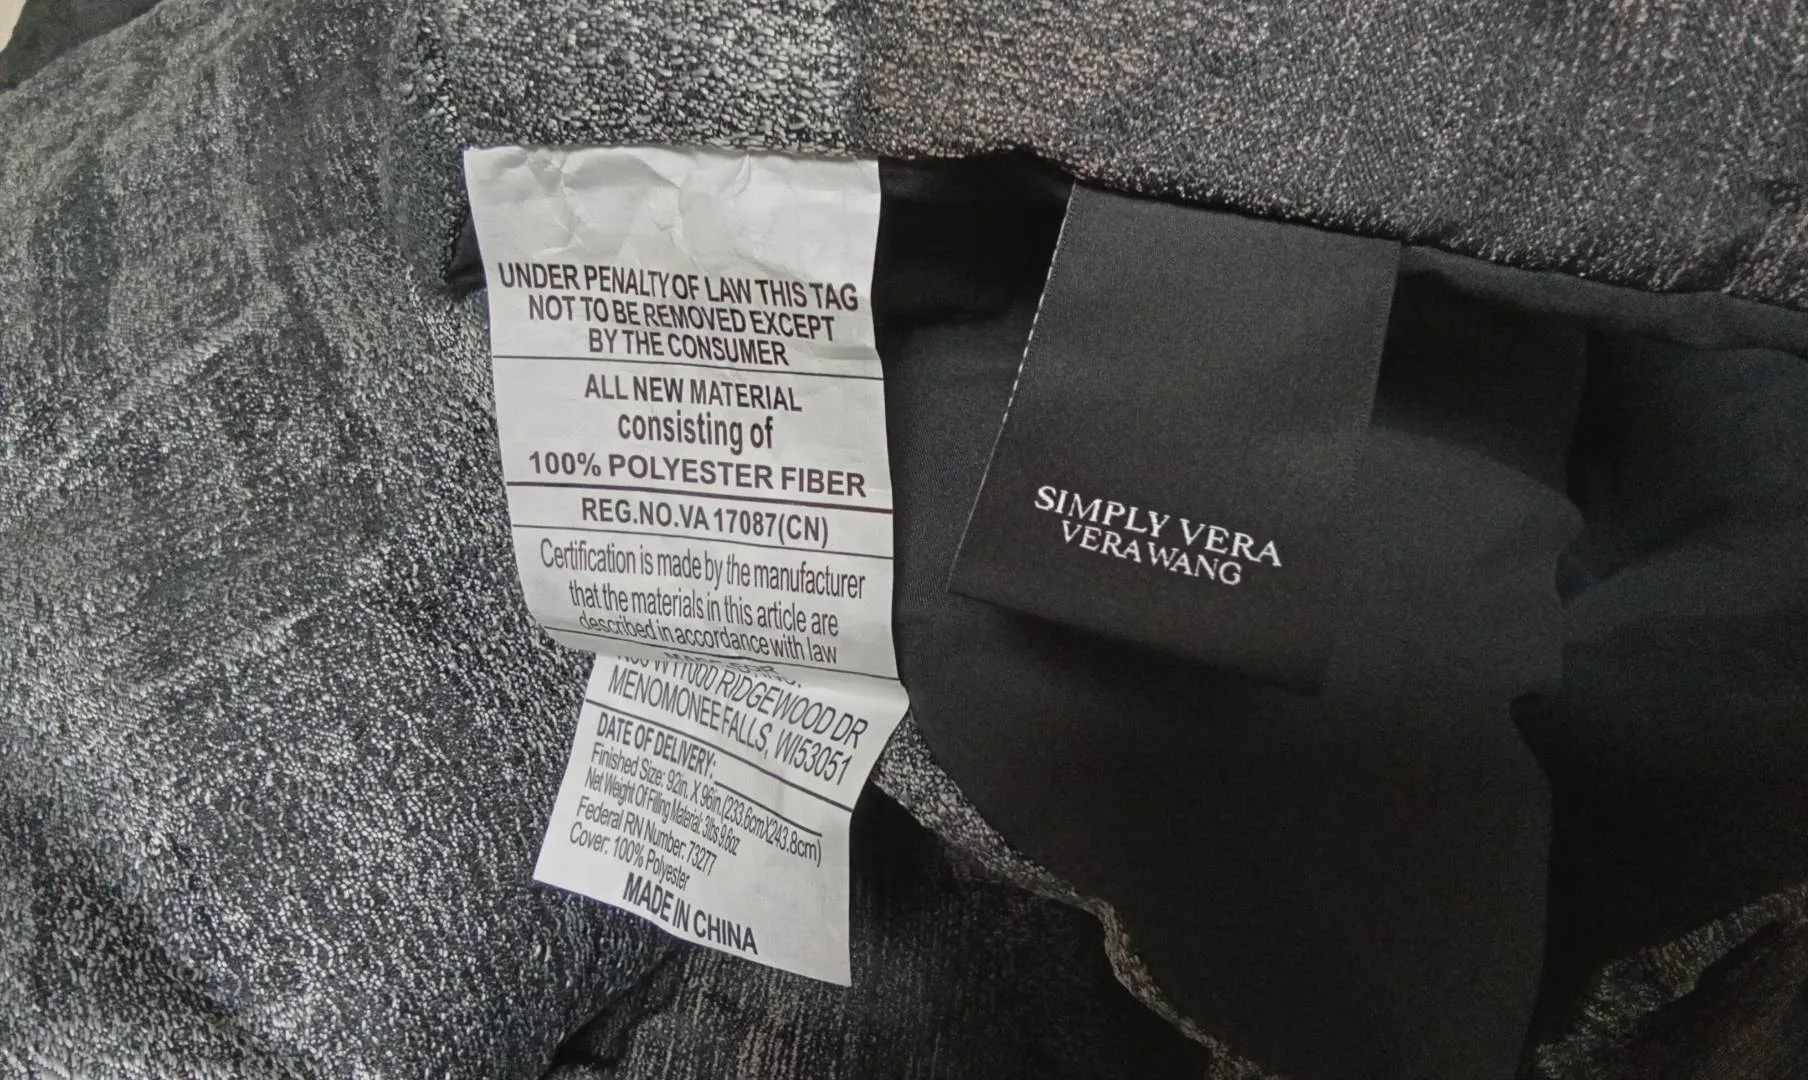 UNDER PENALTY OF LAW THIS TAG
NOT TO BE REMOVED EXCEPT
BY THE CONSUMER
ALL NEW MATERIAL
consisting of
100% POLYESTER FIBER
REG.NO.VA 17087(CN)
Certification is made by the manufacturer
that the materials in this article are
described in accordance with law
RIDGEWOOD DR
MENOMONEE FALLS, WI53051
DATE OF DELIVERY:
Finished Size: 92in. X 96in.(233.6cmX243.8cm)
Net Weight Of Filling Material: 3lbs 9.6oz
Federal RN Number: 73277
Cover: 100% Polyester
MADE IN CHINA
SIMPLY VERA
VERA WANG